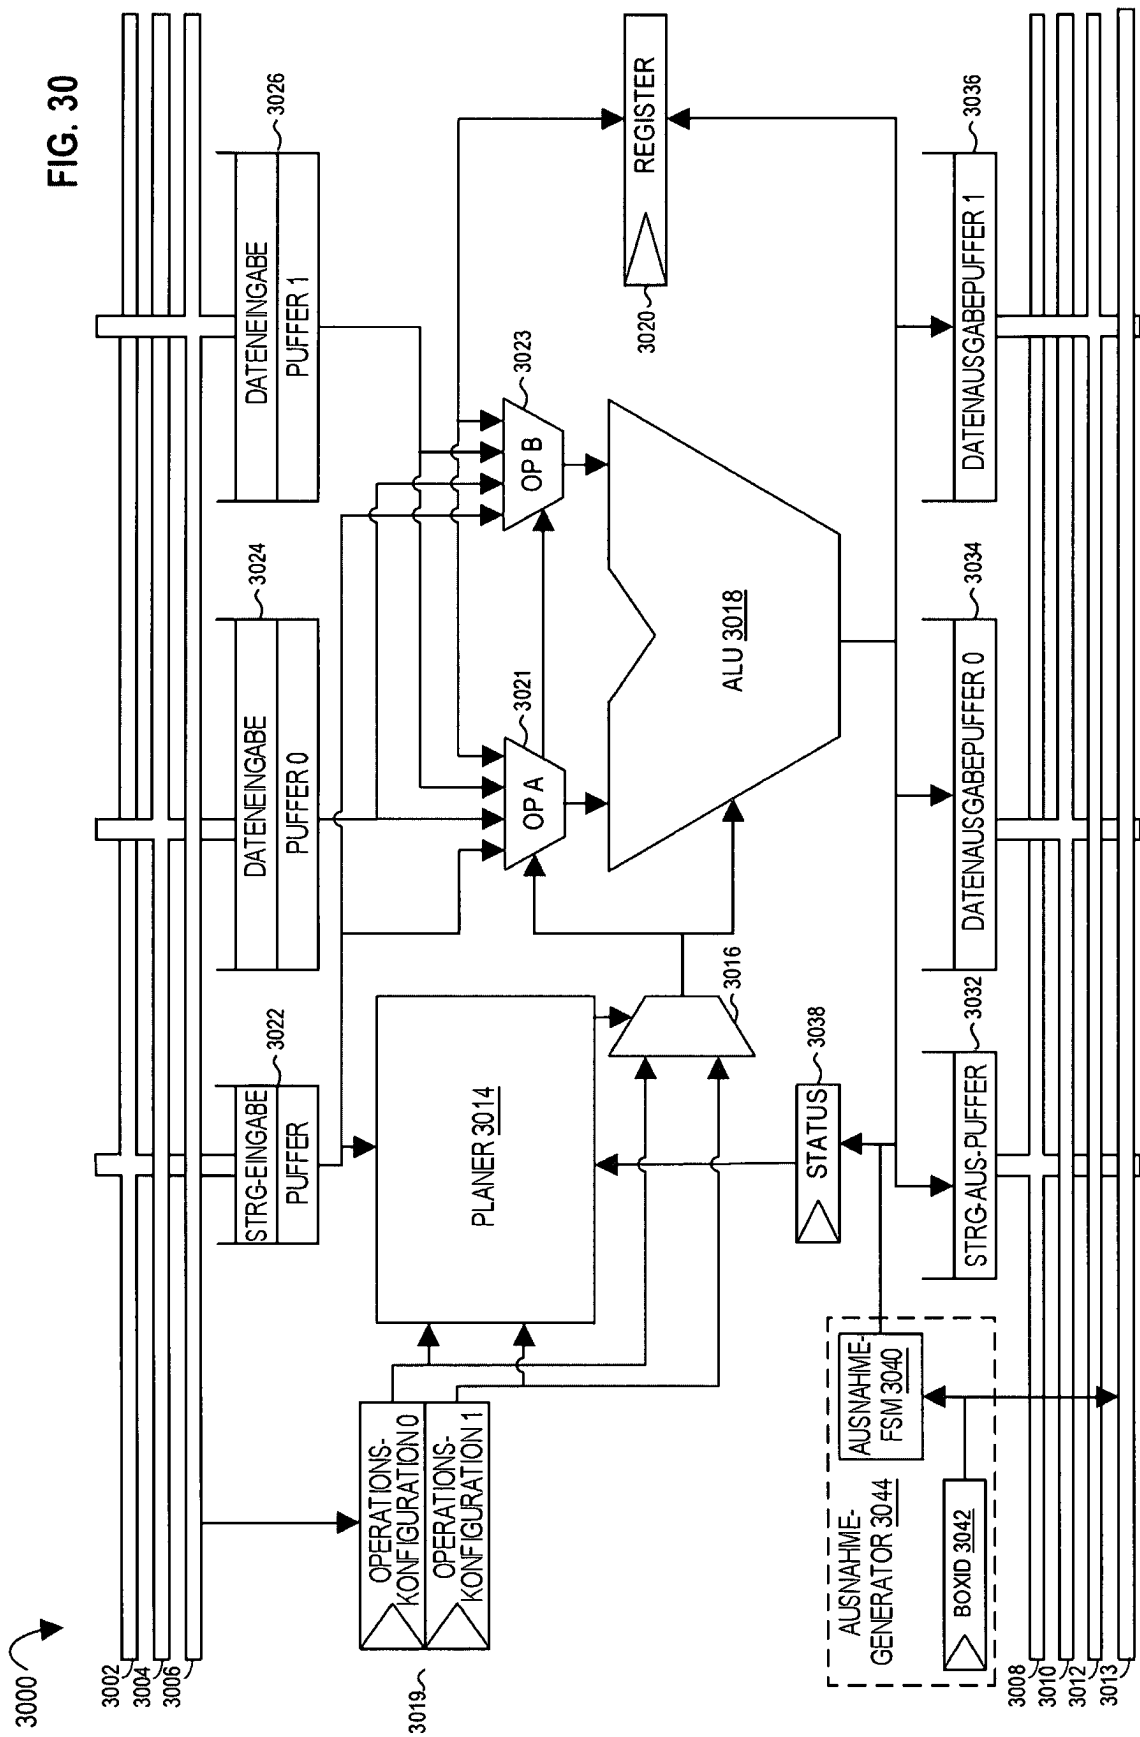 FIG. 30
3000
3002
3004
3006
STRG-EINGABE
PUFFER
3022
DATENEINGABE
PUFFER 0
3024
DATENEINGABE
PUFFER 1
3026
OPERATIONS-
KONFIGURATION 0
OPERATIONS-
KONFIGURATION 1
3019
PLANER 3014
3016
OP A
3021
OP B
3023
ALU 3018
REGISTER
3020
STATUS
3038
AUSNAHME-
GENERATOR 3044
AUSNAHME-
FSM 3040
BOXID 3042
STRG-AUS-PUFFER
3032
DATENAUSGABEPUFFER 0
3034
DATENAUSGABEPUFFER 1
3036
3008
3010
3012
3013